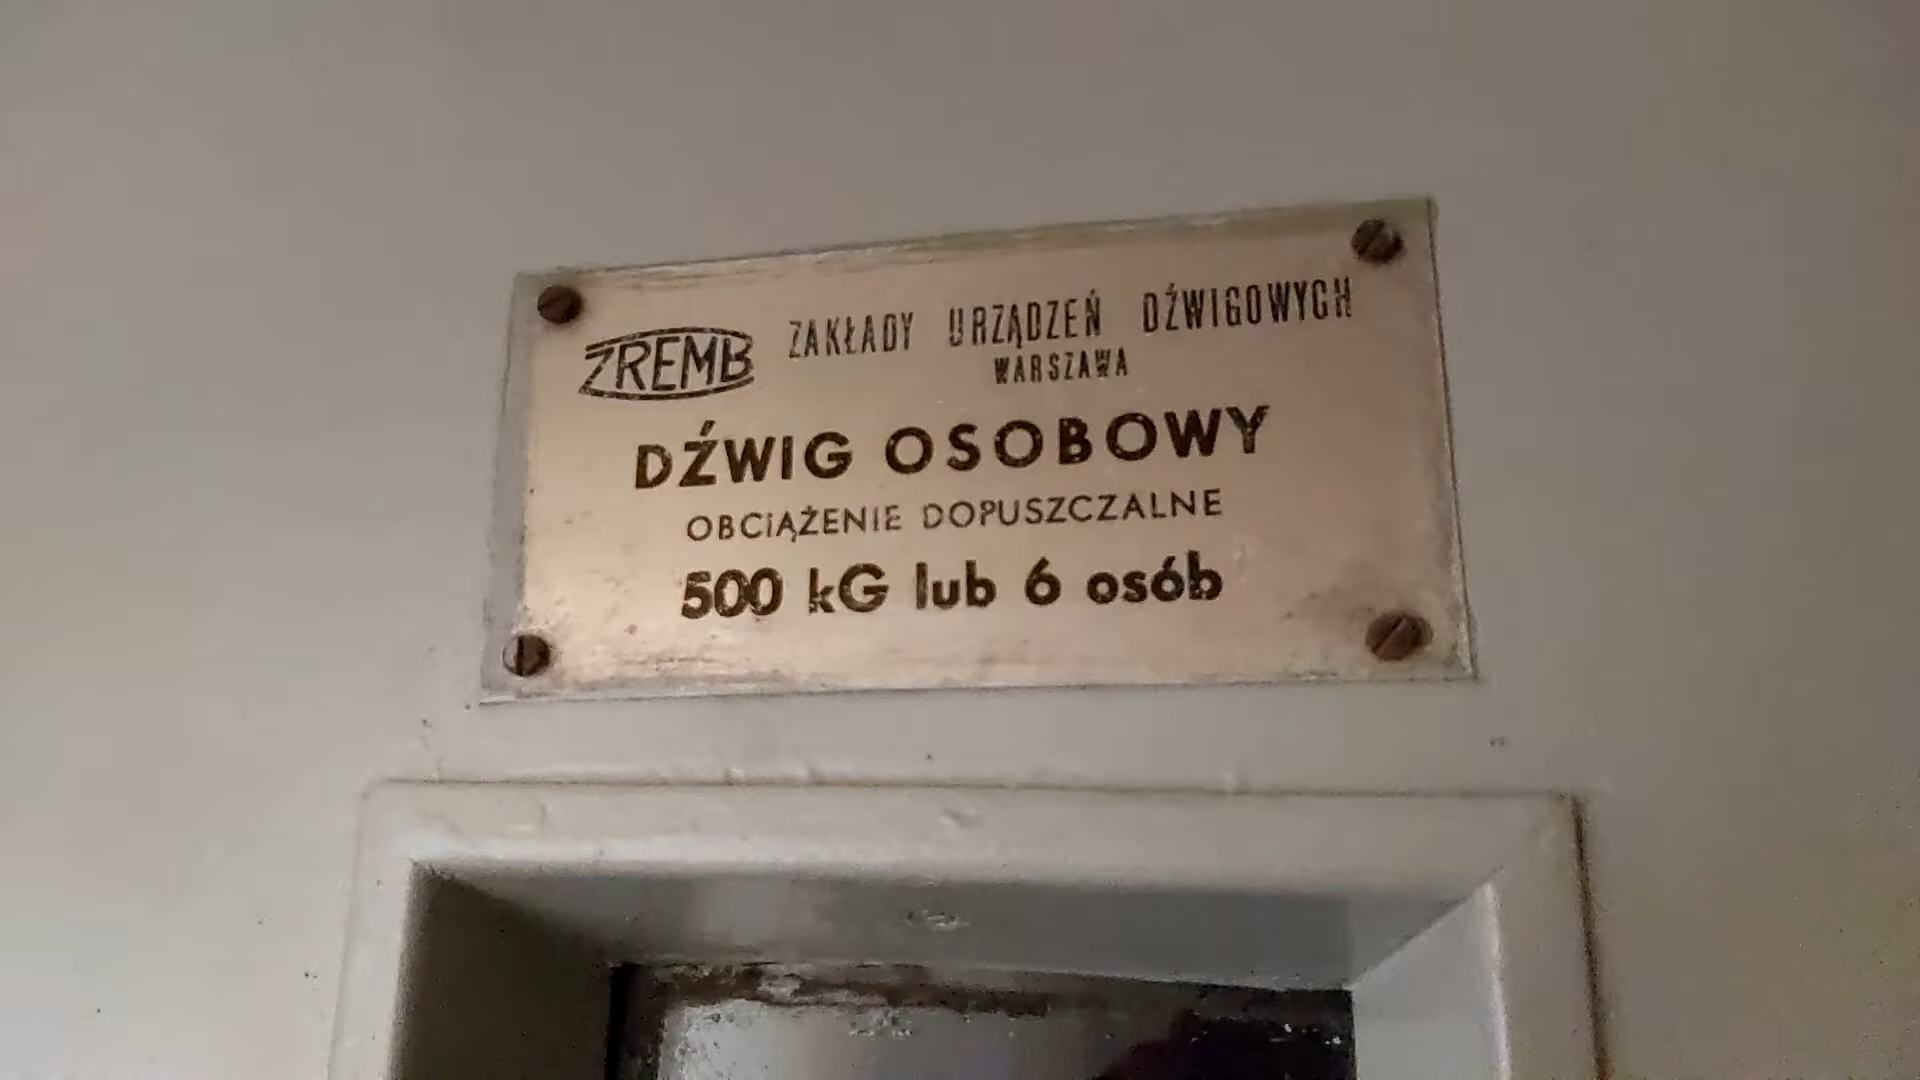 ZREMB
ZAKŁADY URZĄDZEŃ DŹWIGOWYCH
WARSZAWA
DŹWIG OSOBOWY
OBCIĄŻENIE DOPUSZCZALNE
500 kG lub 6 osób